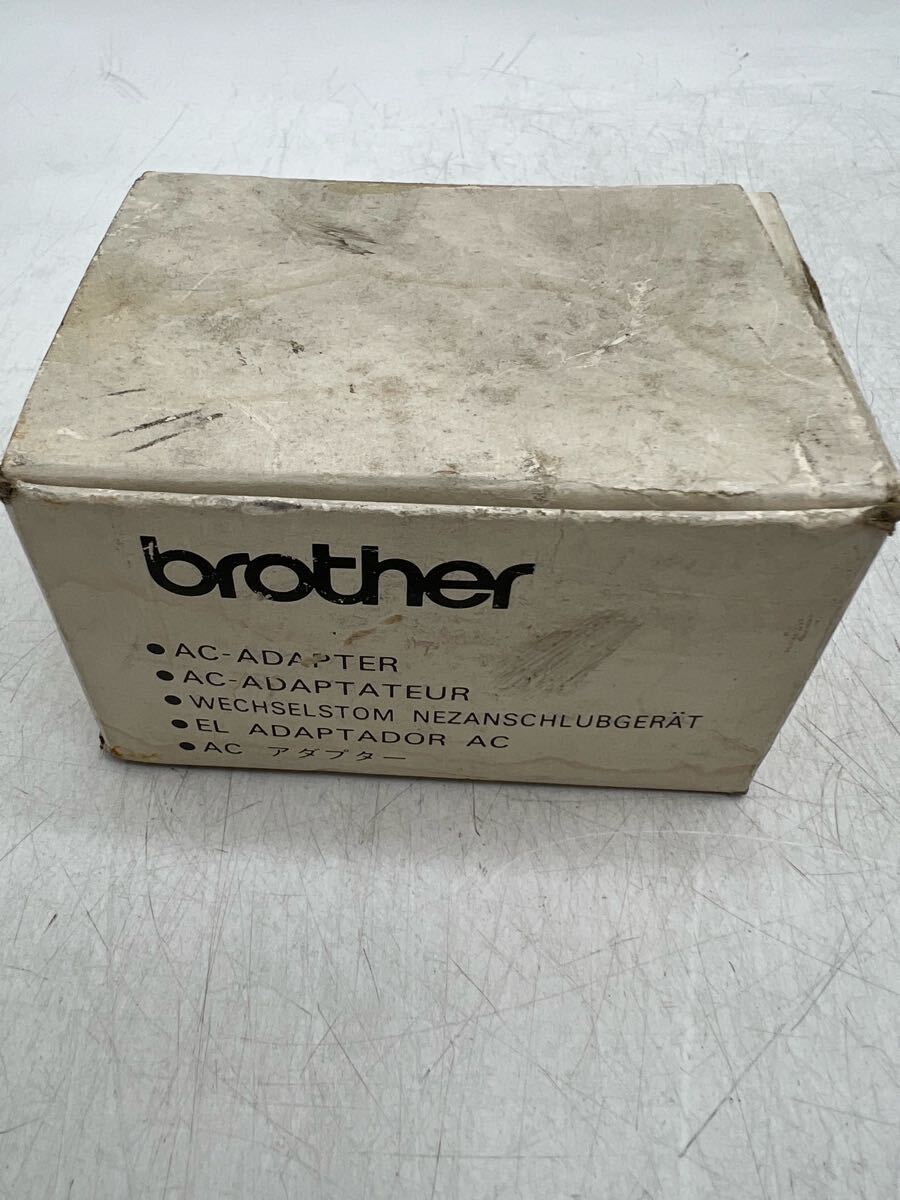 brother
● AC-ADAPTER
● AC-ADAPTATEUR
● WECHSELSTOM NEZANSCHLUBGERÄT
● EL ADAPTADOR AC
● AC アダプター